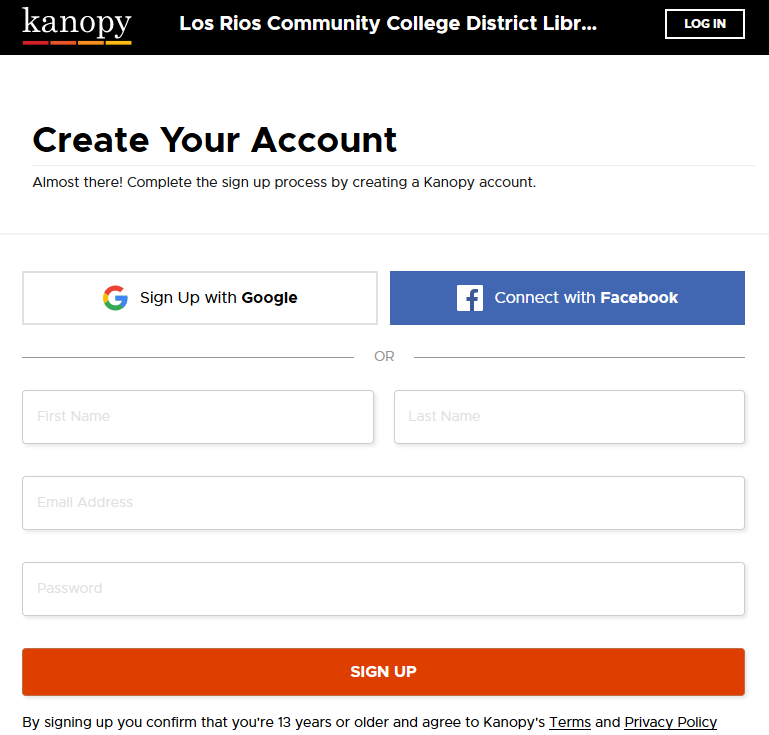 kanopy
Los Rios Community College District Libr...
LOG IN
Create Your Account
Almost there! Complete the sign up process by creating a Kanopy account.
Sign Up with Google
Connect with Facebook
OR
First Name
Last Name
Email Address
Password
SIGN UP
By signing up you confirm that you're 13 years or older and agree to Kanopy's Terms and Privacy Policy